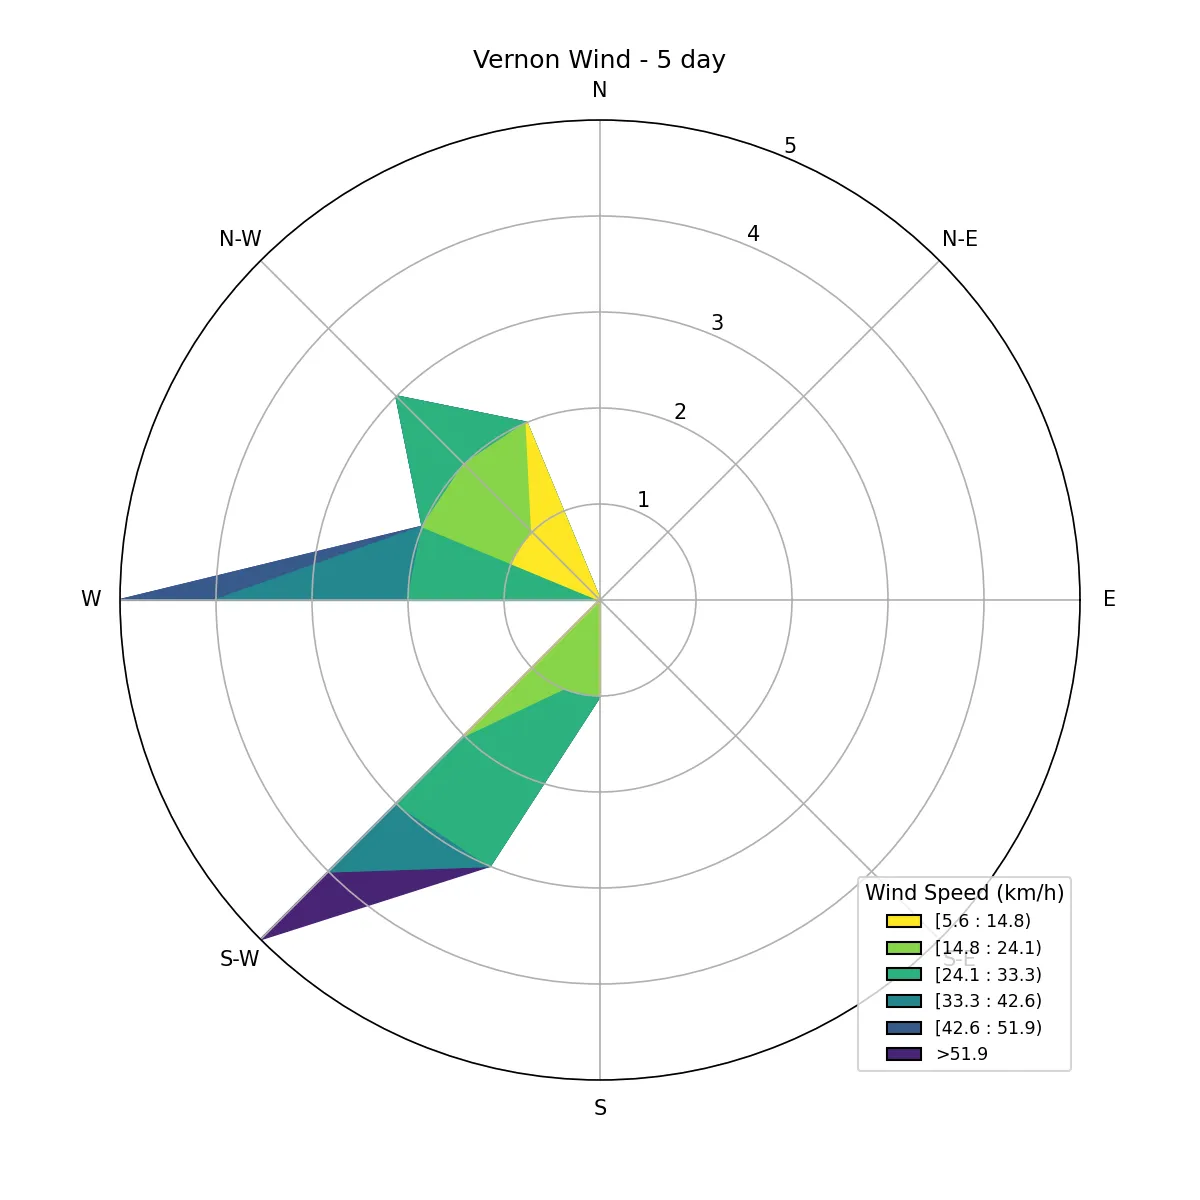 Vernon Wind - 5 day
N
5
N-W
N-E
4
3
2
1
W
E
S-W
S-E
S
Wind Speed (km/h)
[5.6 : 14.8)
[14.8 : 24.1)
[24.1 : 33.3)
[33.3 : 42.6)
[42.6 : 51.9)
>51.9